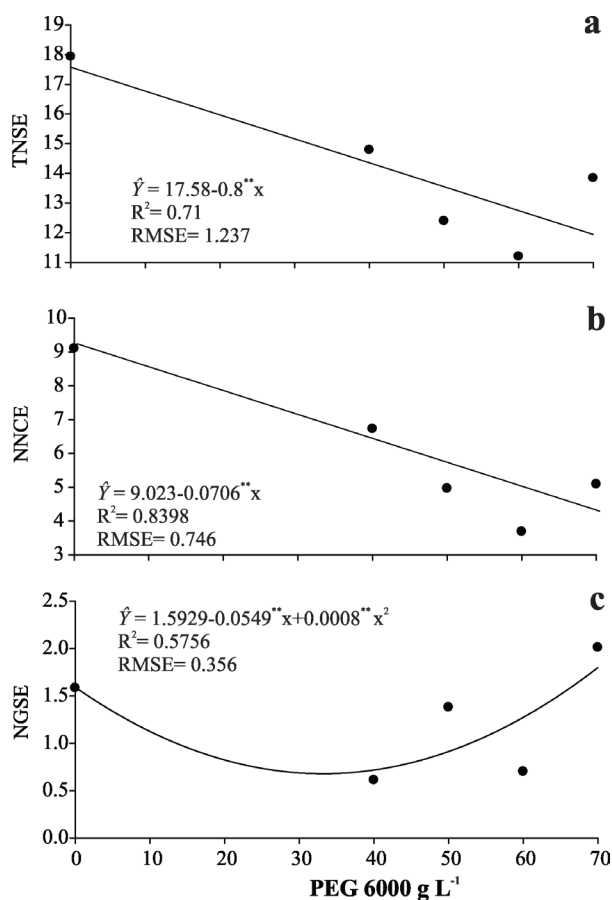 a
19
18
17
16
15
14
13
12
11
TNSE
Ŷ = 17.58-0.8**x
R²= 0.71
RMSE= 1.237
b
10
9
8
7
6
5
4
3
NNCE
Ŷ = 9.023-0.0706**x
R²= 0.8398
RMSE= 0.746
c
Ŷ = 1.5929-0.0549**x+0.0008**x²
R²= 0.5756
RMSE= 0.356
2.5
2.0
1.5
1.0
0.5
0.0
NGSE
0 10 20 30 40 50 60 70
PEG 6000 g L⁻¹